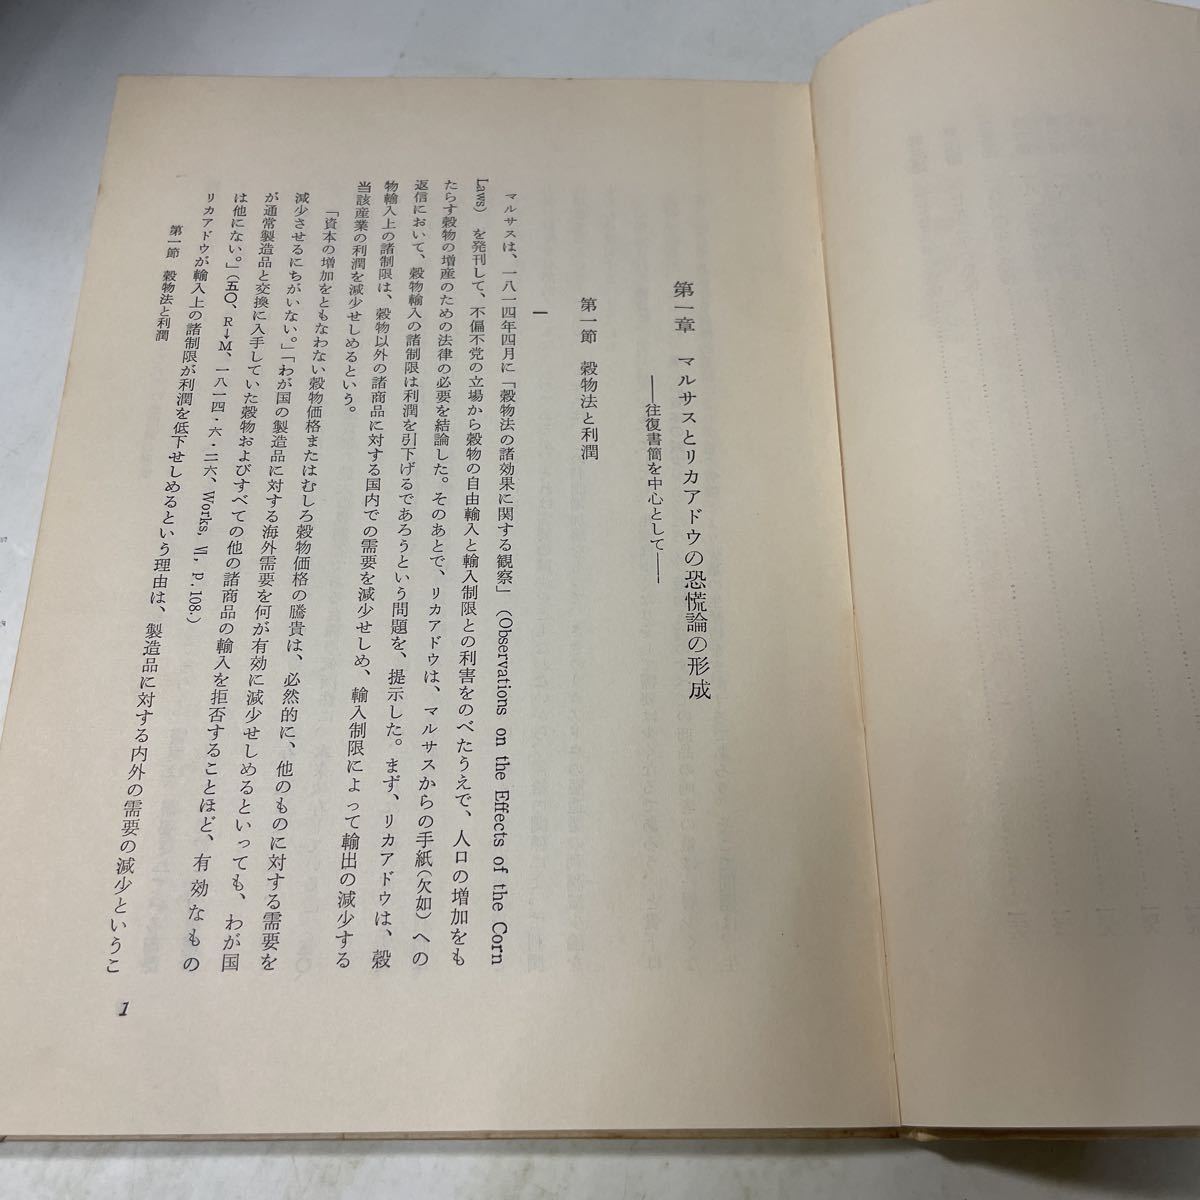 第一章　マルサスとリカアドウの恐慌論の形成
――往復書簡を中心として――
第一節　穀物法と利潤
一
マルサスは、一八一四年四月に「穀物法の諸効果に関する観察」（Observations on the Effects of the Corn
Laws）を発刊して、不偏不党の立場から穀物の自由輸入と輸入制限との利害をのべたうえで、人口の増加をも
たらす穀物の増産のための法律の必要を結論した。そのあとで、リカアドウは、マルサスからの手紙（欠如）への
返信において、穀物輸入の諸制限は利潤を引下げるであろうという問題を、提示した。まず、リカアドウは、穀
物輸入上の諸制限は、穀物以外の諸商品に対する国内での需要を減少せしめ、輸入制限によって輸出の減少する
当該産業の利潤を減少せしめるという。
「資本の増加をともなわない穀物価格またはむしろ穀物価格の騰貴は、必然的に、他のものに対する需要を
減少させるにちがいない。」「わが国の製造品に対する海外需要を何が有効に減少せしめるといっても、わが国
が通常製造品と交換に入手していた穀物およびすべての他の諸商品の輸入を拒否することほど、有効なもの
は他にない。」（五〇、R→M、一八一四・六・二六、Works, Ⅵ, p. 108.）
リカアドウが輸入上の諸制限が利潤を低下せしめるという理由は、製造品に対する内外の需要の減少というこ
第一節　穀物法と利潤
1